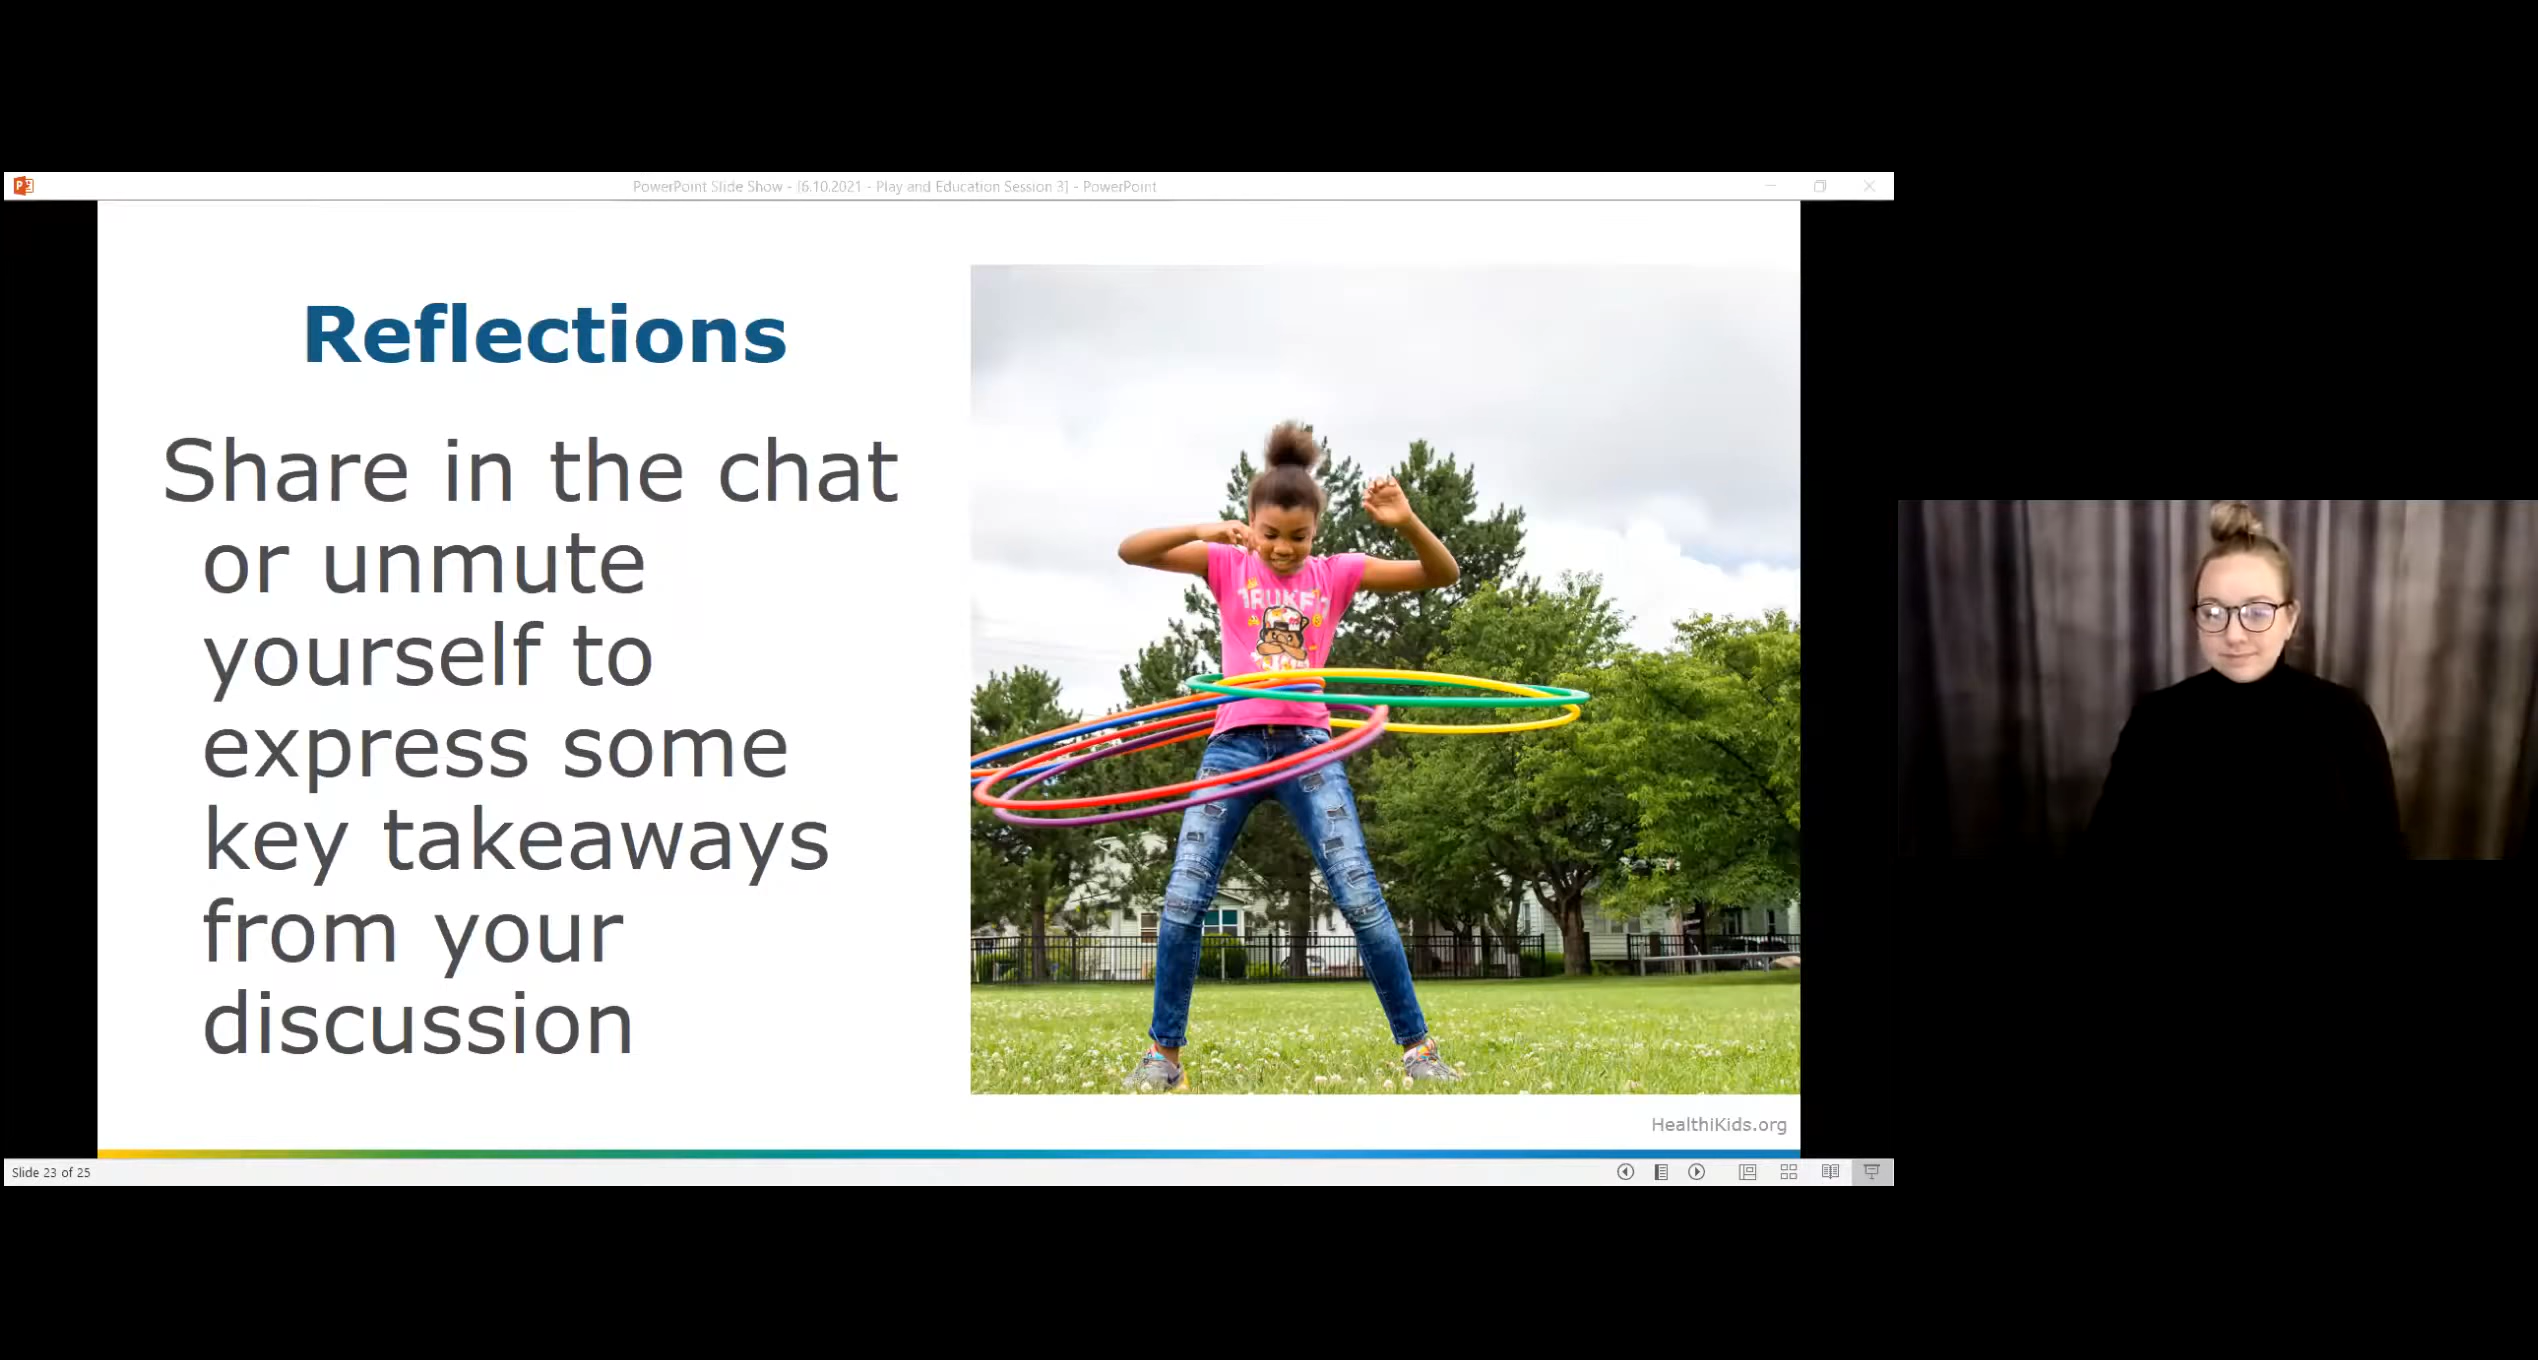 PowerPoint Slide Show - [6.10.2021 - Play and Education Session 3] - PowerPoint
Reflections
Share in the chat
or unmute
yourself to
express some
key takeaways
from your
discussion
HealthiKids.org
Slide 23 of 25